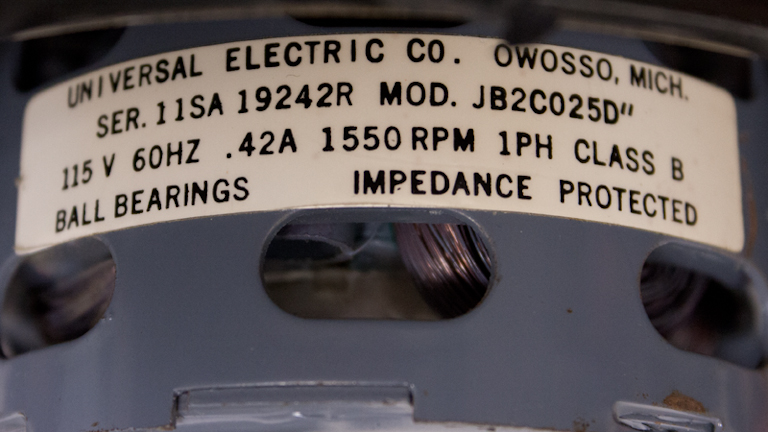 UNIVERSAL ELECTRIC CO. OWOSSO, MICH.
SER. 11SA 19242R MOD. JB2C025D"
115 V 60HZ .42A 1550 RPM 1PH CLASS B
BALL BEARINGS IMPEDANCE PROTECTED